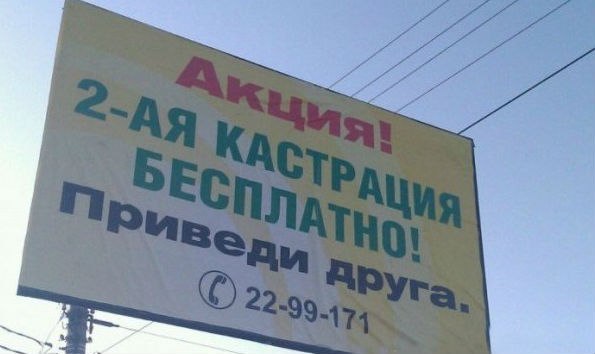 Акция!
2-АЯ КАСТРАЦИЯ
БЕСПЛАТНО!
Приведи друга.
22-99-171